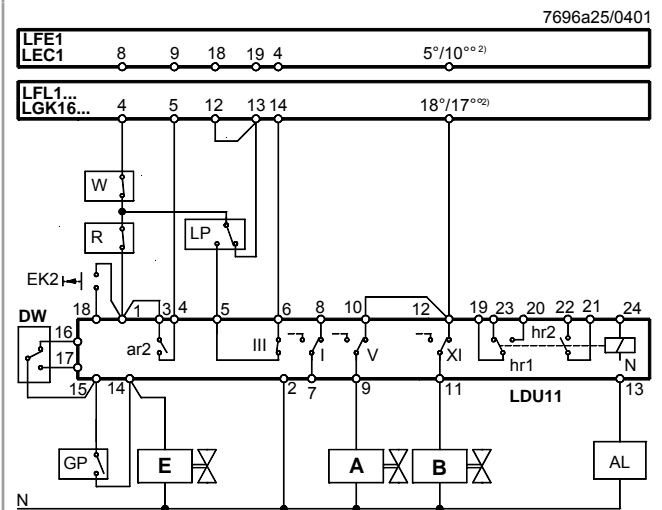 7696a25/0401
LFE1
LEC1
8 9 18 19 4 5°/10°° 2)
LFL1...
LGK16...
4 5 12 13 14 18°/17°°2)
W
R
LP
EK2
18 1 3 4 5 6 8 10 12 19 23 20 22 21 24
DW
16
17
ar2 III I V XI hr1 hr2 N
15 14 2 7 9 11 LDU11 13
GP E A B AL
N